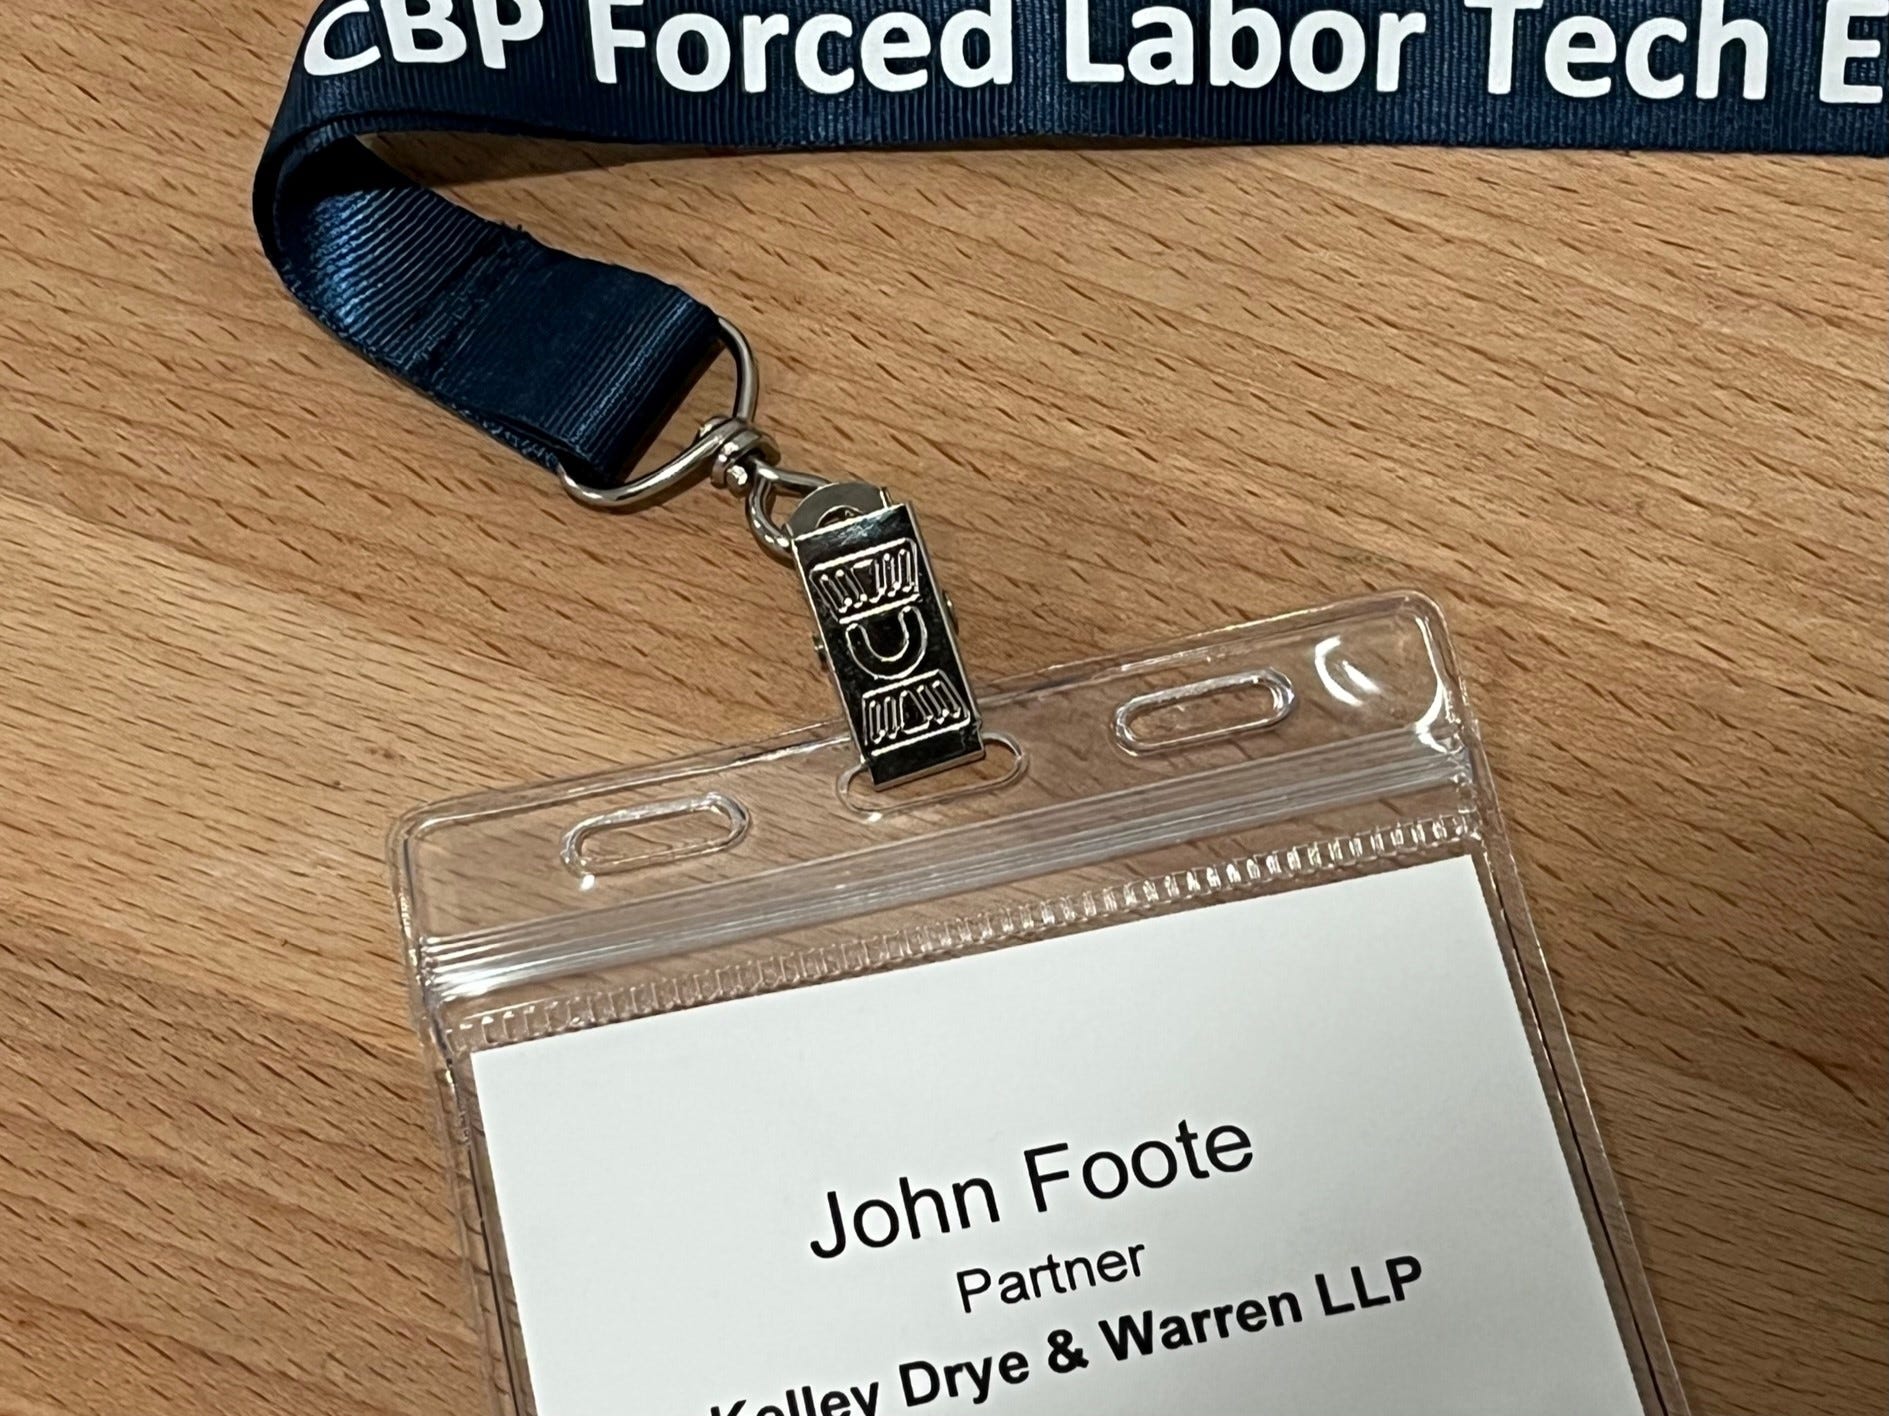 CBP Forced Labor Tech E
John Foote
Partner
Kelley Drye & Warren LLP